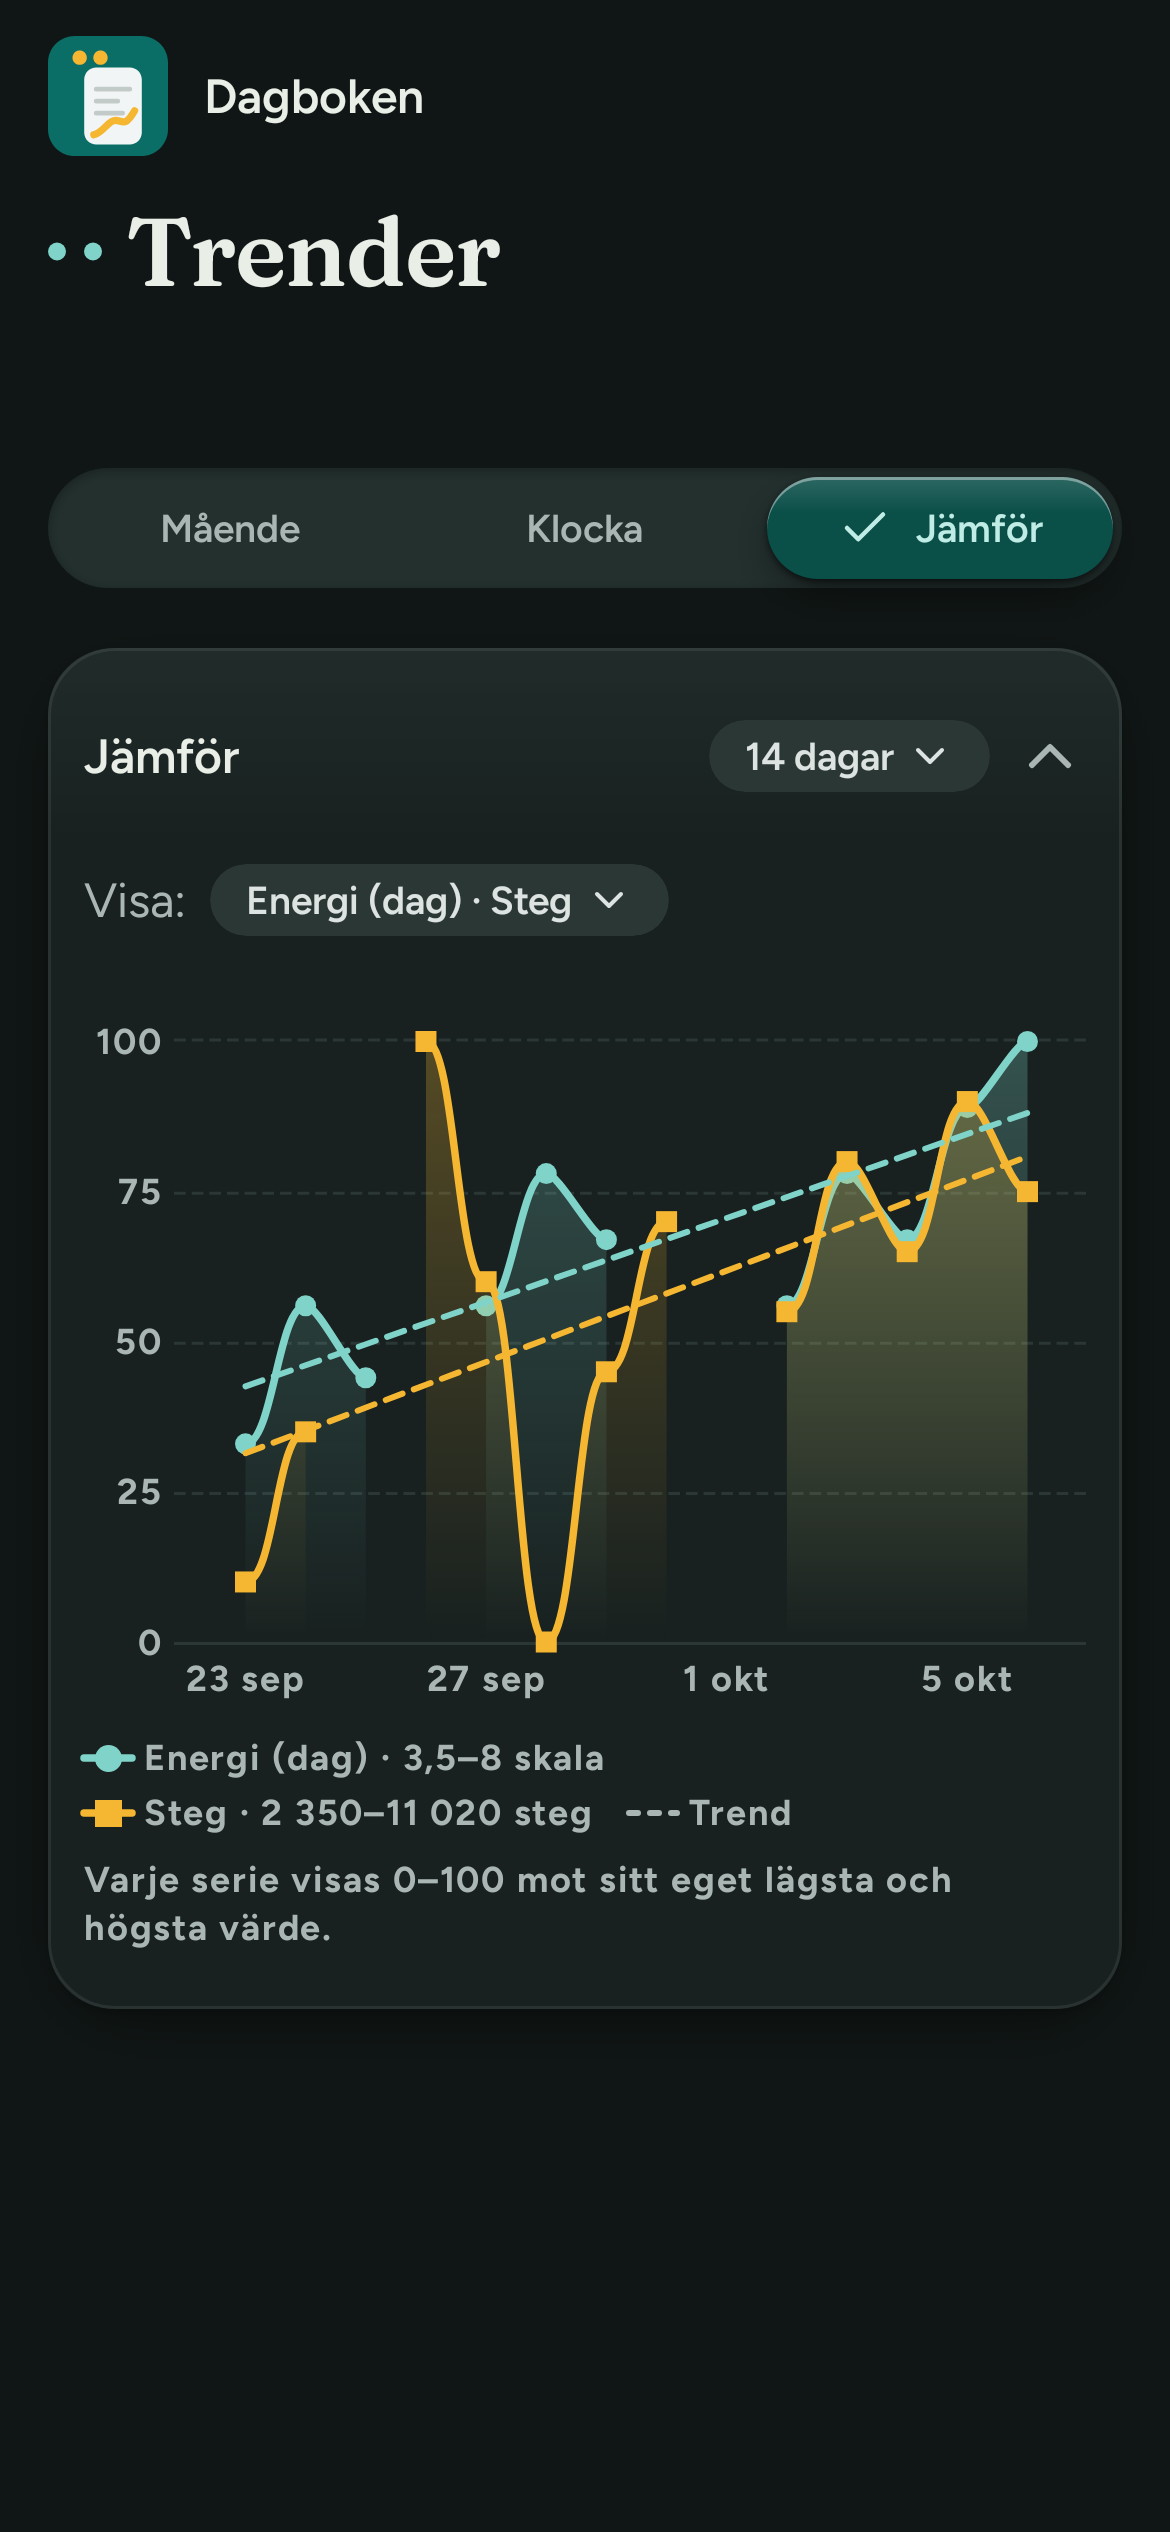 Dagboken
Trender
Mående
Klocka
Jämför
Jämför
14 dagar
Visa:
Energi (dag) · Steg
100
75
50
25
0
23 sep
27 sep
1 okt
5 okt
Energi (dag) · 3,5–8 skala
Steg · 2 350–11 020 steg
Trend
Varje serie visas 0–100 mot sitt eget lägsta och
högsta värde.